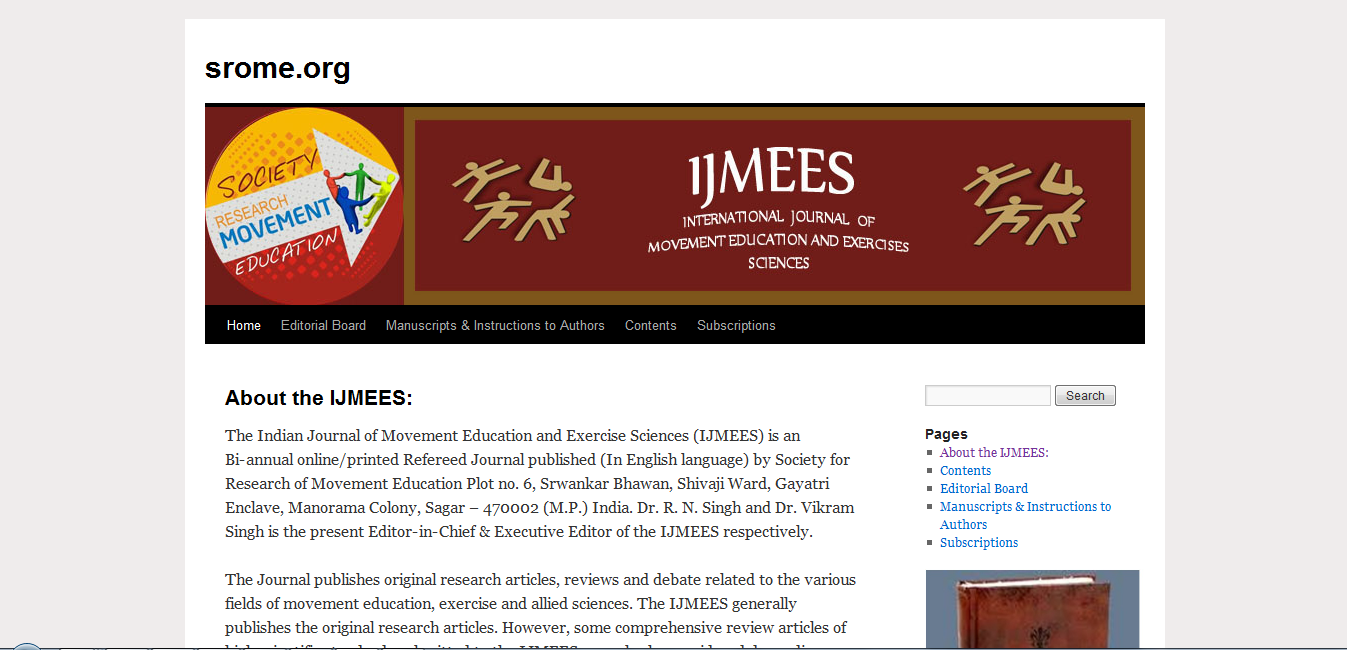 srome.org
SOCIETY
RESEARCH
MOVEMENT
EDUCATION
IJMEES
INTERNATIONAL JOURNAL OF
MOVEMENT EDUCATION AND EXERCISES
SCIENCES
Home Editorial Board Manuscripts & Instructions to Authors Contents Subscriptions
About the IJMEES:
The Indian Journal of Movement Education and Exercise Sciences (IJMEES) is an
Bi-annual online/printed Refereed Journal published (In English language) by Society for
Research of Movement Education Plot no. 6, Srwankar Bhawan, Shivaji Ward, Gayatri
Enclave, Manorama Colony, Sagar – 470002 (M.P.) India. Dr. R. N. Singh and Dr. Vikram
Singh is the present Editor-in-Chief & Executive Editor of the IJMEES respectively.
The Journal publishes original research articles, reviews and debate related to the various
fields of movement education, exercise and allied sciences. The IJMEES generally
publishes the original research articles. However, some comprehensive review articles of
Search
Pages
About the IJMEES:
Contents
Editorial Board
Manuscripts & Instructions to
Authors
Subscriptions